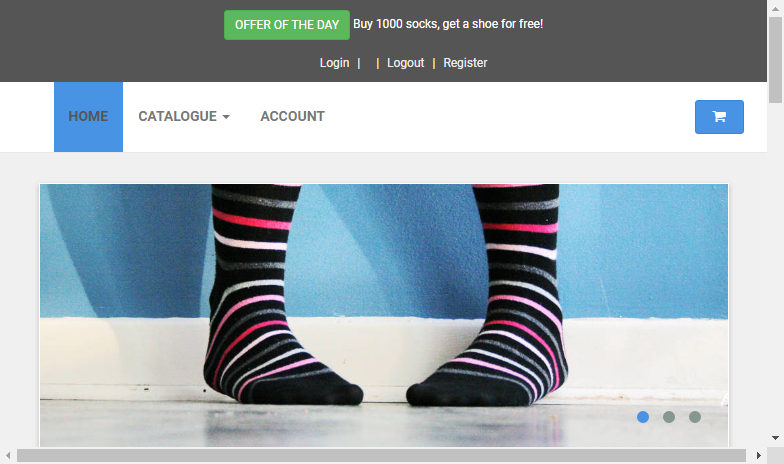 OFFER OF THE DAY Buy 1000 socks, get a shoe for free!
Login | | Logout | Register
HOME CATALOGUE ACCOUNT